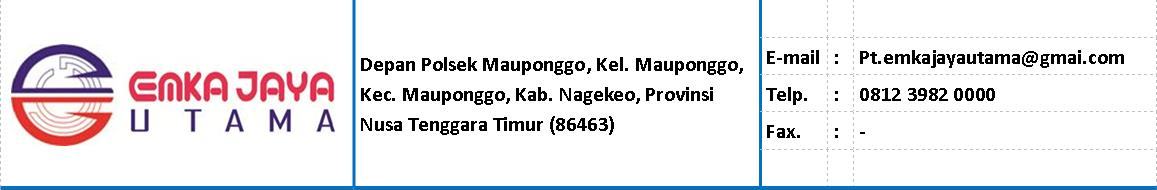 EMKA JAYA
UTAMA
Depan Polsek Mauponggo, Kel. Mauponggo,
Kec. Mauponggo, Kab. Nagekeo, Provinsi
Nusa Tenggara Timur (86463)
E-mail : Pt.emkajayautama@gmai.com
Telp. : 0812 3982 0000
Fax. : -